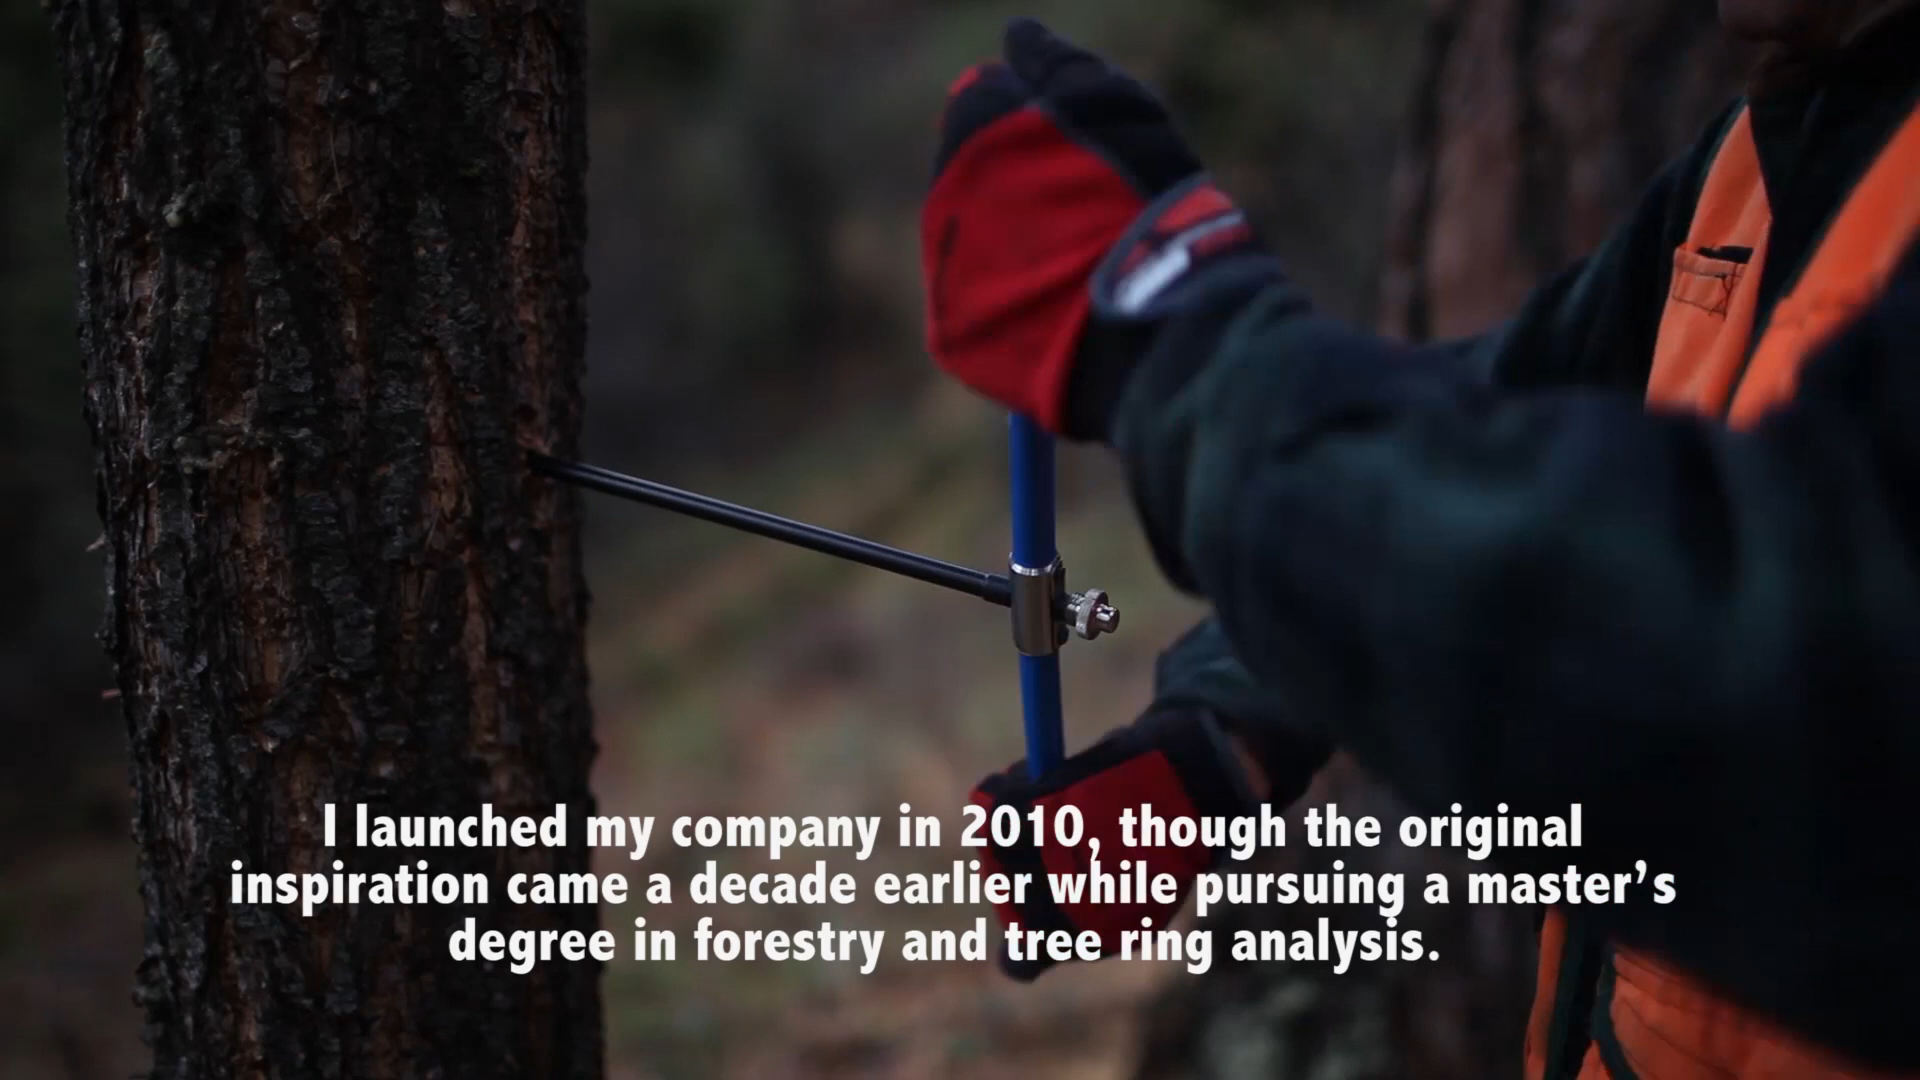 I launched my company in 2010, though the original
inspiration came a decade earlier while pursuing a master’s
degree in forestry and tree ring analysis.